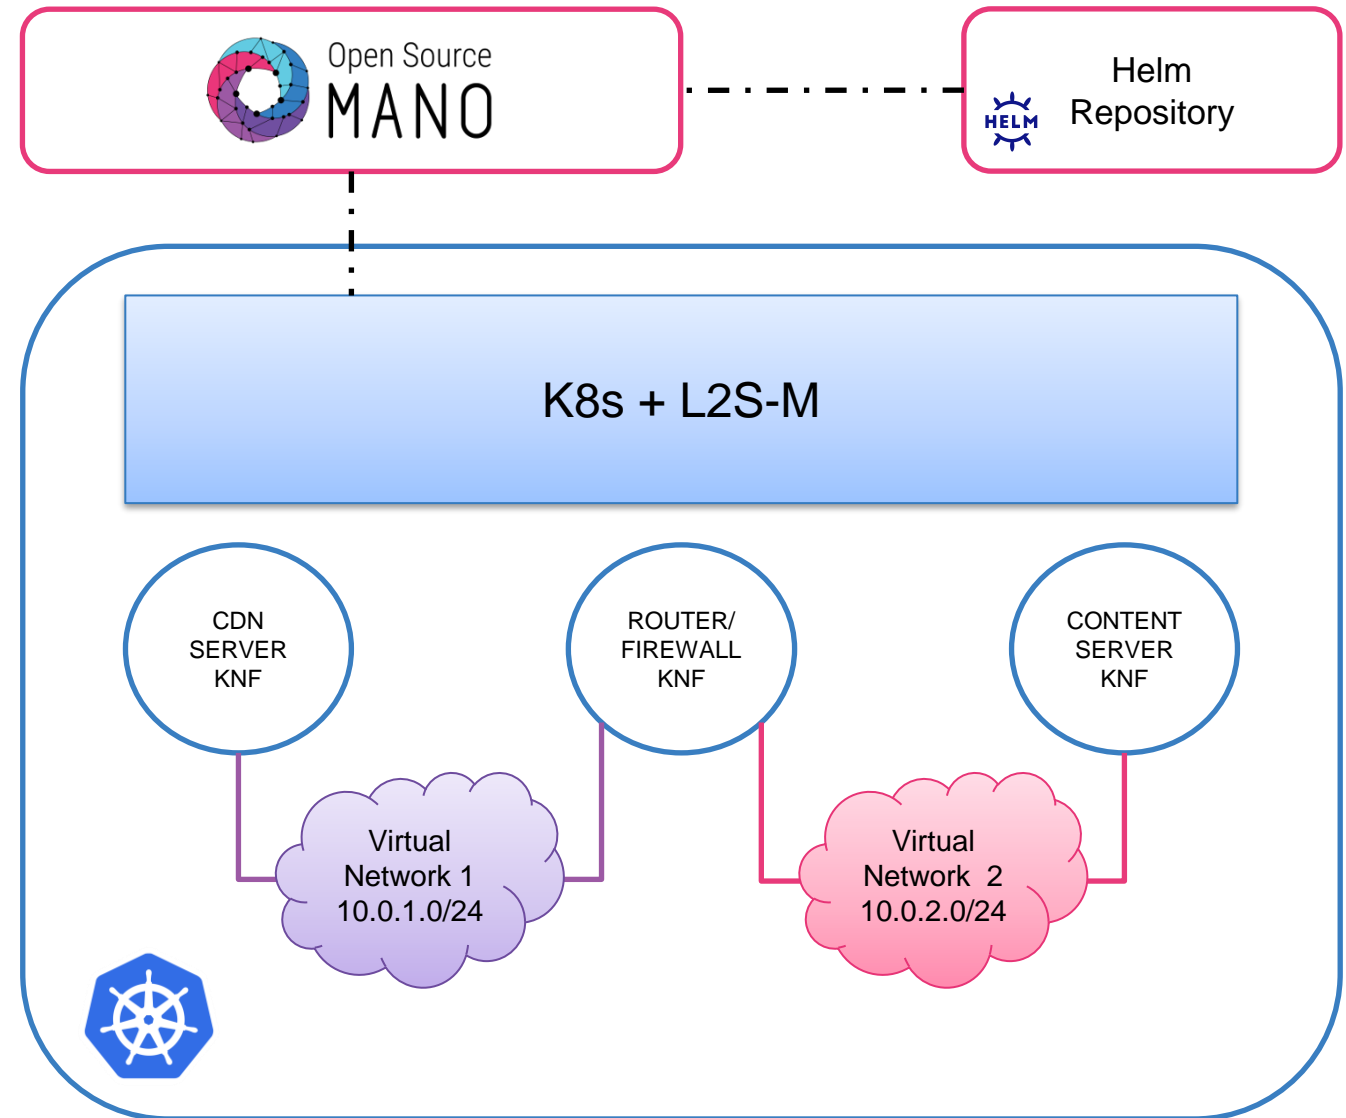 Open Source
MANO
Helm
Repository
HELM
K8s + L2S-M
CDN
SERVER
KNF
ROUTER/
FIREWALL
KNF
CONTENT
SERVER
KNF
Virtual
Network 1
10.0.1.0/24
Virtual
Network 2
10.0.2.0/24